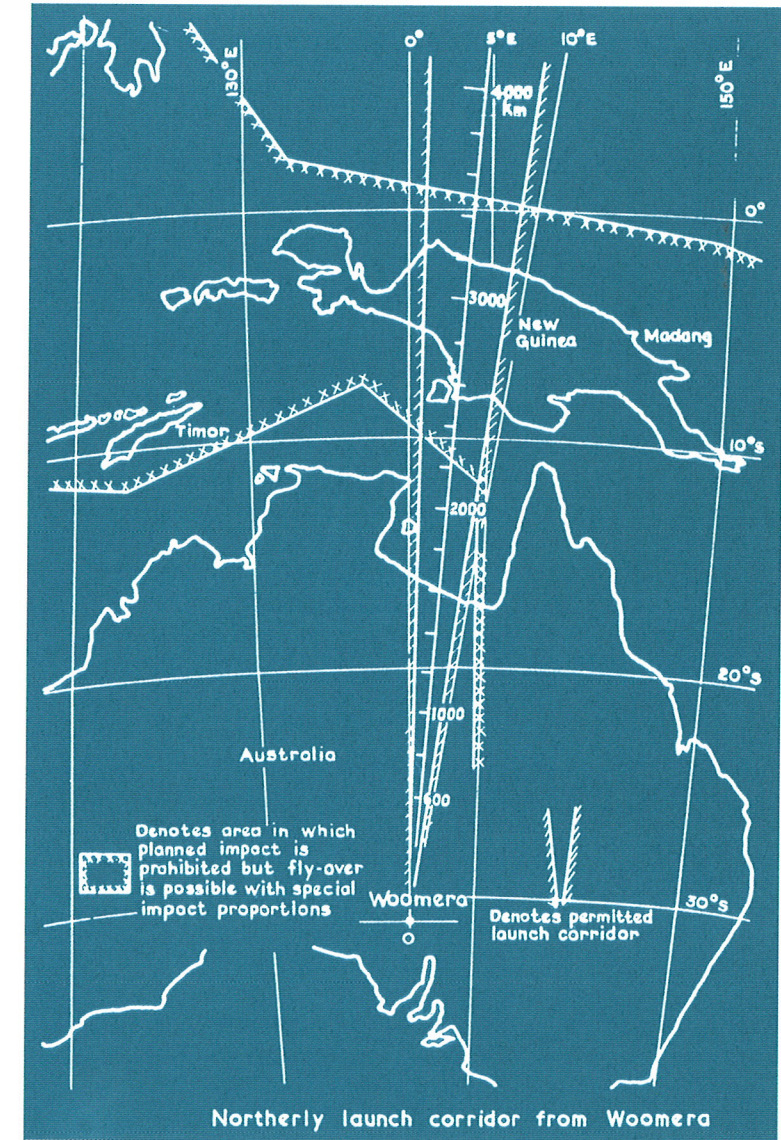 0° 5°E 10°E
130°E
150°E
4000
km
0°
3000
New
Guinea
Madang
Timor
10°S
2000
20°S
1000
Australia
500
Denotes area in which
planned impact is
prohibited but fly-over
is possible with special
impact proportions
Woomera
0
30°S
Denotes permitted
launch corridor
Northerly launch corridor from Woomera